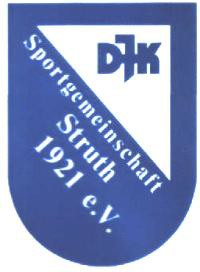 DJK
Sportgemeinschaft
Struth
1921 e.V.